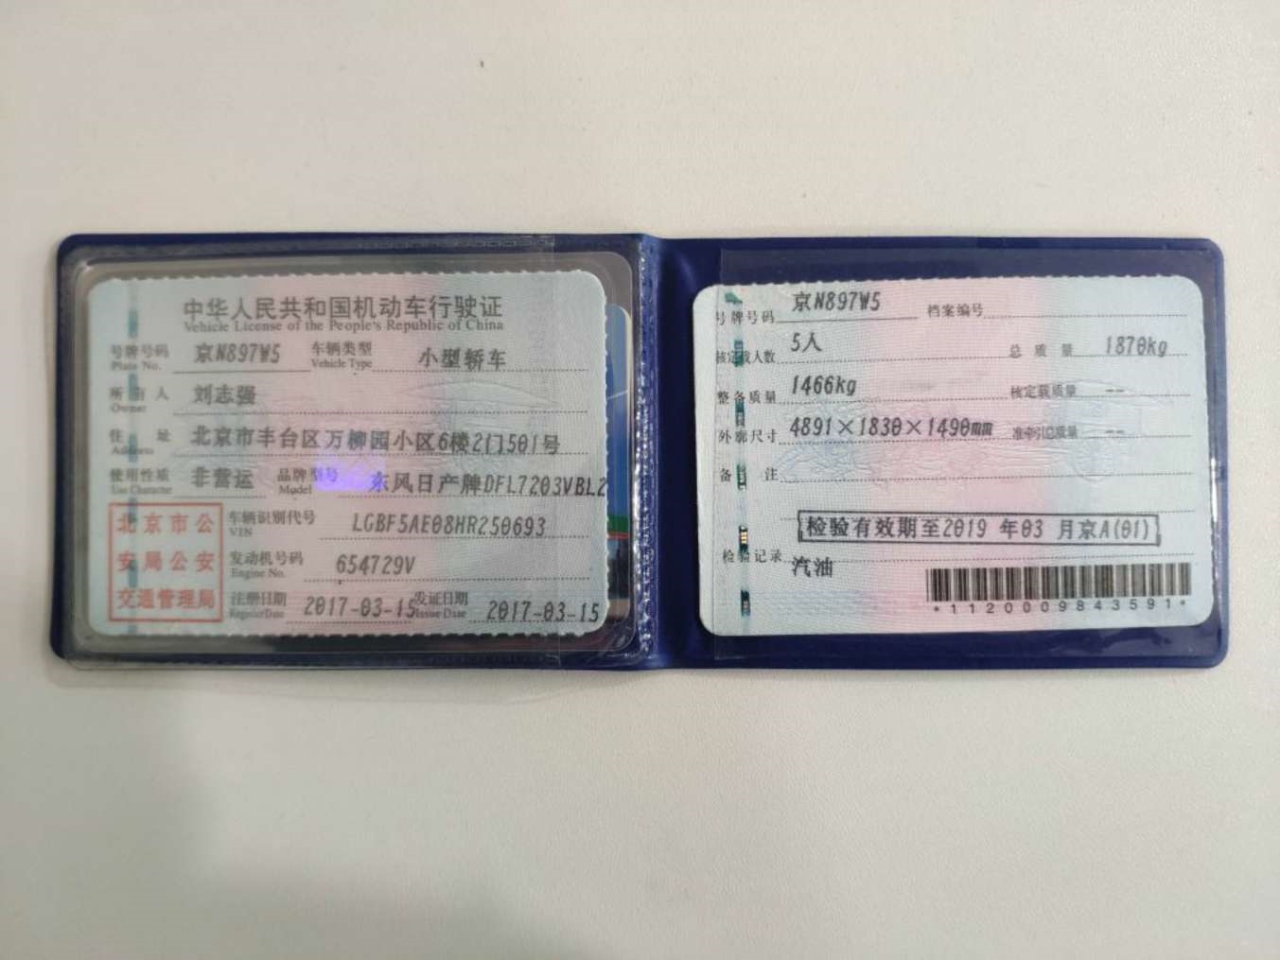 中华人民共和国机动车行驶证
Vehicle License of the People's Republic of China
号牌号码 京N897W5 车辆类型 小型轿车
Plate No. Vehicle Type
所有人 刘志强
Owner
住址 北京市丰台区万柳园小区6楼2门501号
Address
使用性质 非营运 品牌型号 东风日产牌DFL7203VBL2
Use Character Model
北京市公
安局公安
交通管理局
车辆识别代号 LGBF5AE08HR250693
VIN
发动机号码 654729V
Engine No.
注册日期 2017-03-15 发证日期 2017-03-15
Register Date Issue Date
号牌号码 京N897W5 档案编号
核定载人数 5人 总质量 1870kg
整备质量 1466kg 核定载质量 --
外廓尺寸 4891×1830×1490mm 准牵引总质量 --
备注
检验有效期至2019年03月京A(01)
检验记录 汽油
*1120009843591*